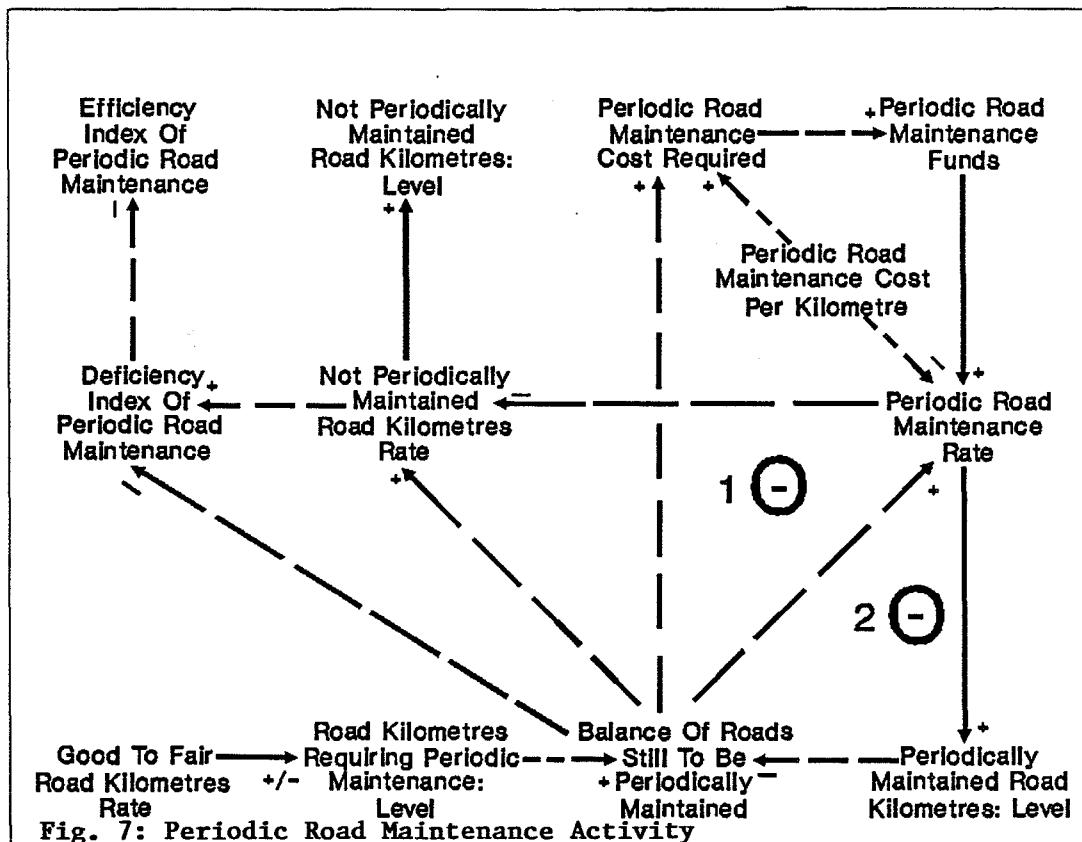 Efficiency
Index Of
Periodic Road
Maintenance
−
Not Periodically
Maintained
Road Kilometres:
Level
+
Periodic Road
Maintenance
Cost Required
+
+
+
Periodic Road
Maintenance
Funds
Periodic Road
Maintenance Cost
Per Kilometre
Deficiency
Index Of
Periodic Road
Maintenance
+
−
Not Periodically
Maintained
Road Kilometres
Rate
−
+
−
+
Periodic Road
Maintenance
Rate
+
1 (-)
2 (-)
Good To Fair
Road Kilometres
Rate
+/-
Road Kilometres
Requiring Periodic
Maintenance:
Level
Balance Of Roads
Still To Be
+ Periodically −
Maintained
+
Periodically
Maintained Road
Kilometres: Level
Fig. 7: Periodic Road Maintenance Activity